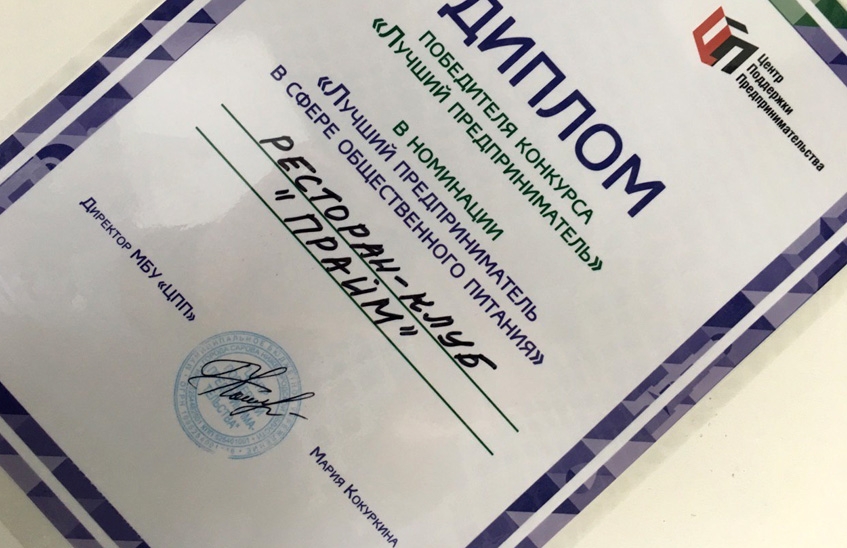 Центр
Поддержки
Предпринимательства
ДИПЛОМ
ПОБЕДИТЕЛЯ КОНКУРСА
«ЛУЧШИЙ ПРЕДПРИНИМАТЕЛЬ»
В НОМИНАЦИИ
«ЛУЧШИЙ ПРЕДПРИНИМАТЕЛЬ
В СФЕРЕ ОБЩЕСТВЕННОГО ПИТАНИЯ»
РЕСТОРАН-КЛУБ
"ПРАЙМ"
ДИРЕКТОР МБУ «ЦПП»
МАРИЯ КОКУРКИНА